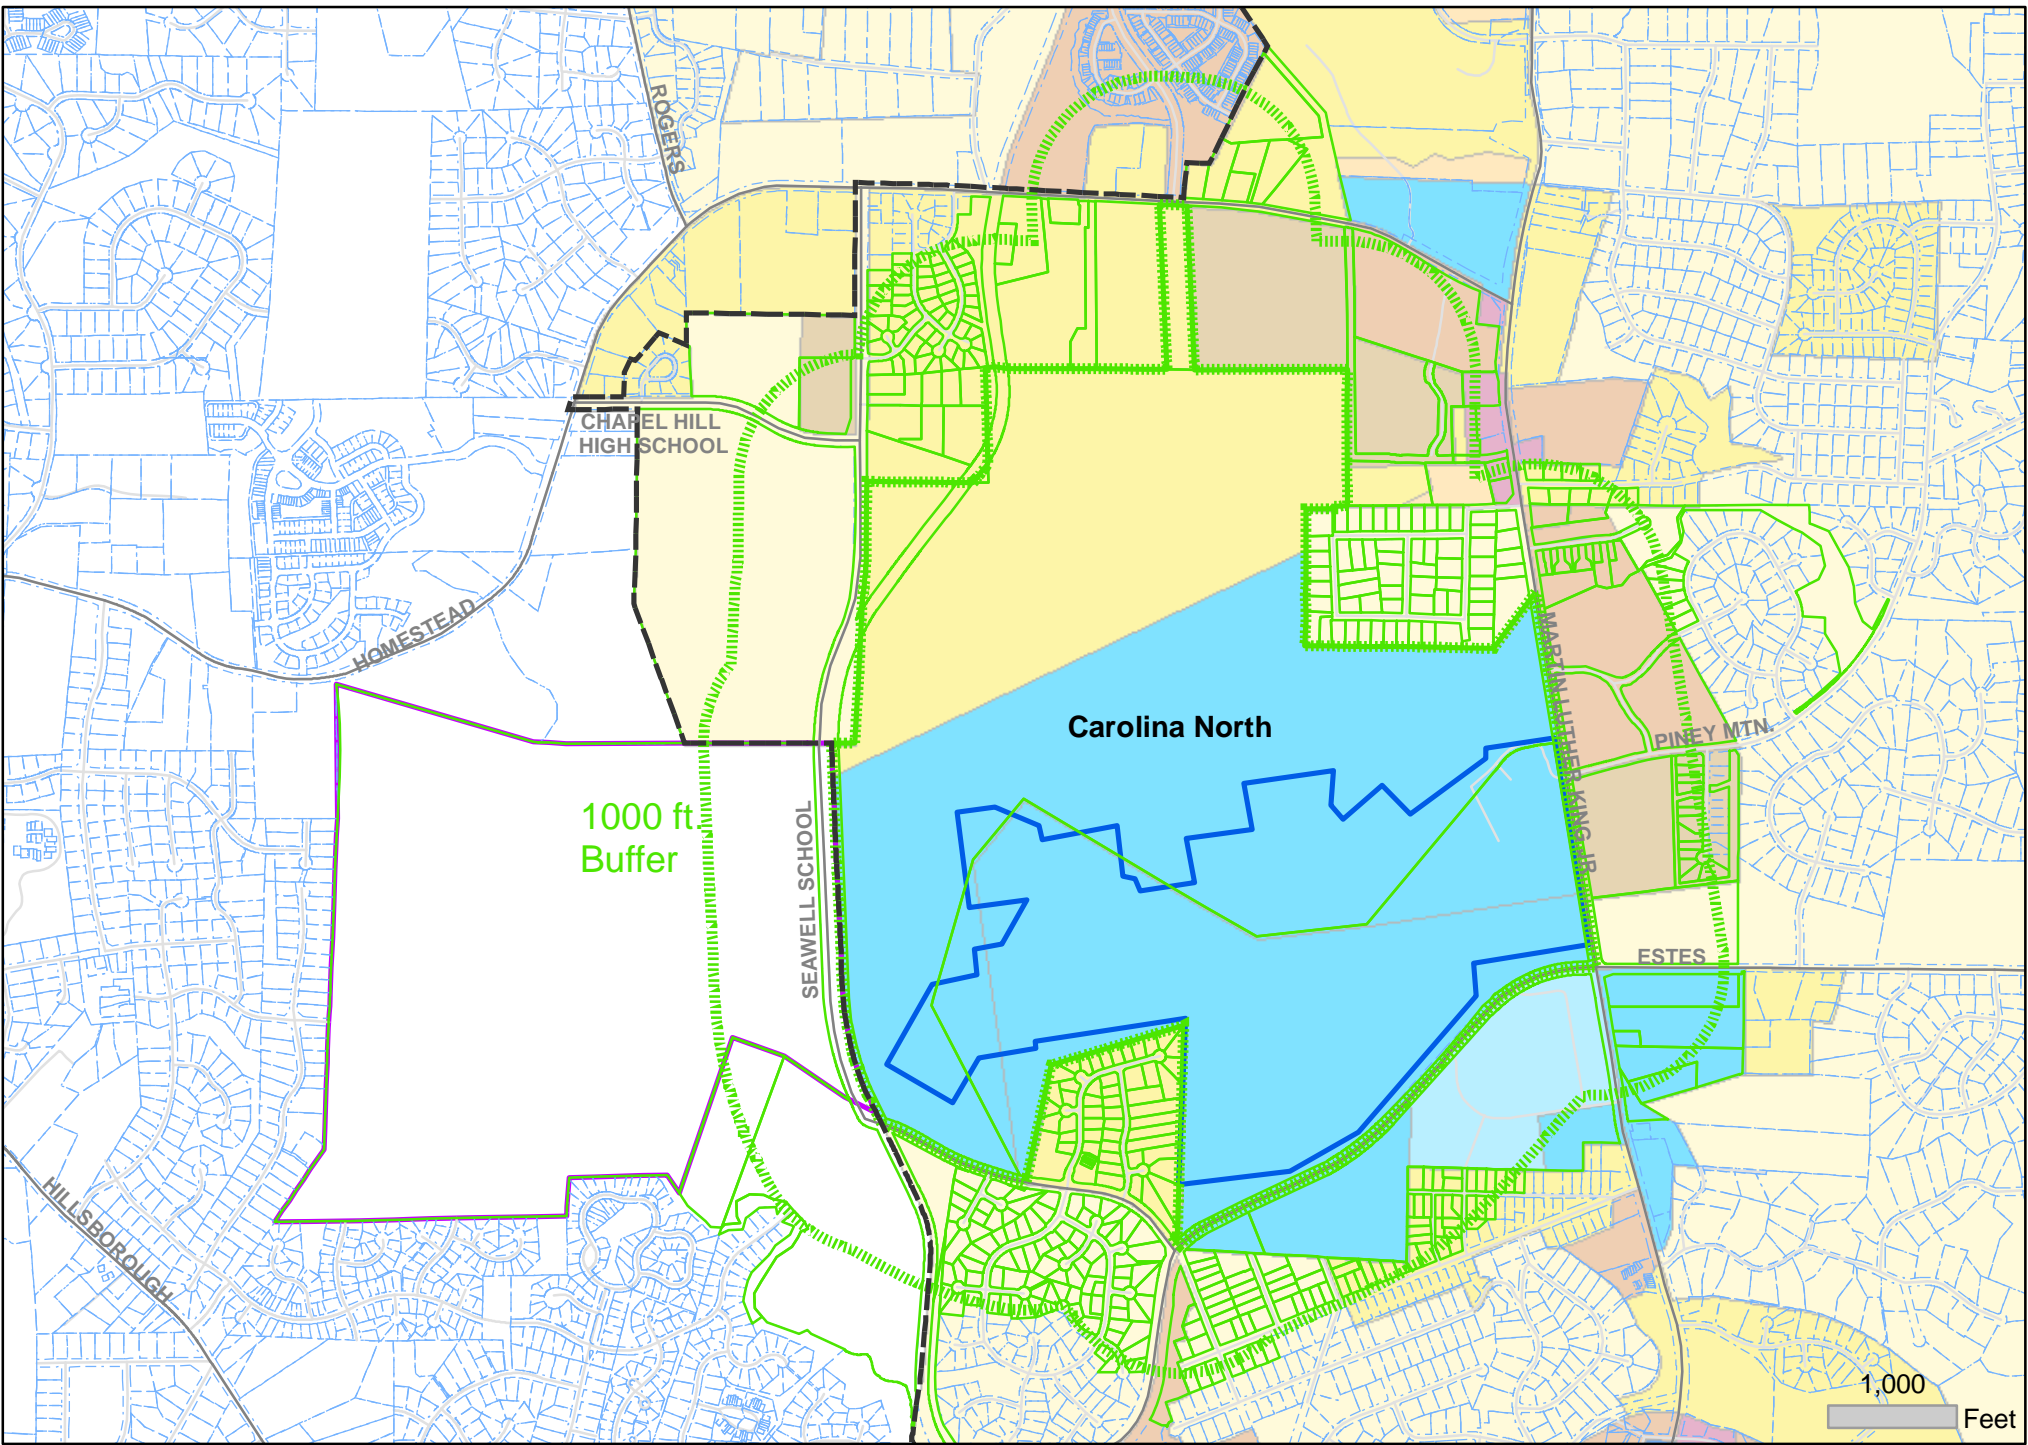 ROGERS
CHAPEL HILL
HIGH SCHOOL
HOMESTEAD
MARTIN LUTHER KING JR
Carolina North
PINEY MTN.
1000 ft.
Buffer
SEAWELL SCHOOL
ESTES
HILLSBOROUGH
1,000
Feet